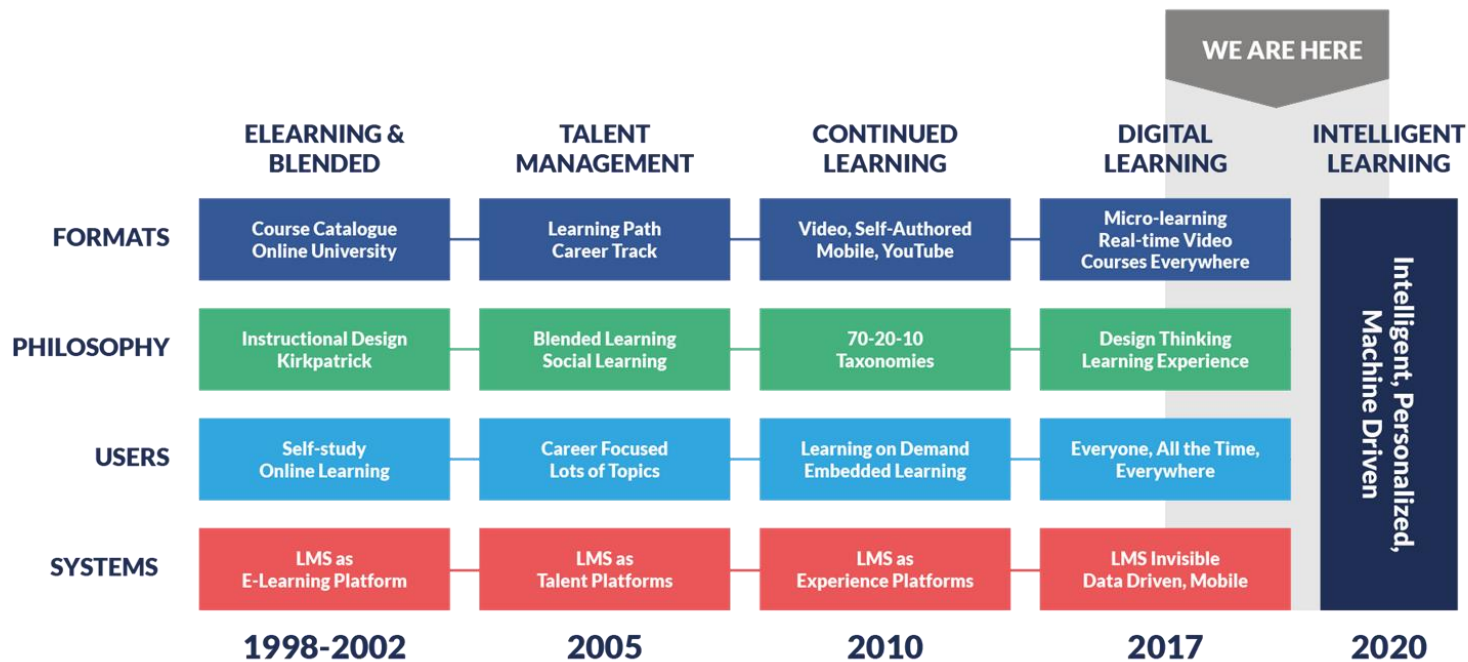 WE ARE HERE
ELEARNING &
BLENDED
TALENT
MANAGEMENT
CONTINUED
LEARNING
DIGITAL
LEARNING
INTELLIGENT
LEARNING
FORMATS
Course Catalogue
Online University
Learning Path
Career Track
Video, Self-Authored
Mobile, YouTube
Micro-learning
Real-time Video
Courses Everywhere
PHILOSOPHY
Instructional Design
Kirkpatrick
Blended Learning
Social Learning
70-20-10
Taxonomies
Design Thinking
Learning Experience
USERS
Self-study
Online Learning
Career Focused
Lots of Topics
Learning on Demand
Embedded Learning
Everyone, All the Time,
Everywhere
SYSTEMS
LMS as
E-Learning Platform
LMS as
Talent Platforms
LMS as
Experience Platforms
LMS Invisible
Data Driven, Mobile
Intelligent, Personalized,
Machine Driven
1998-2002
2005
2010
2017
2020